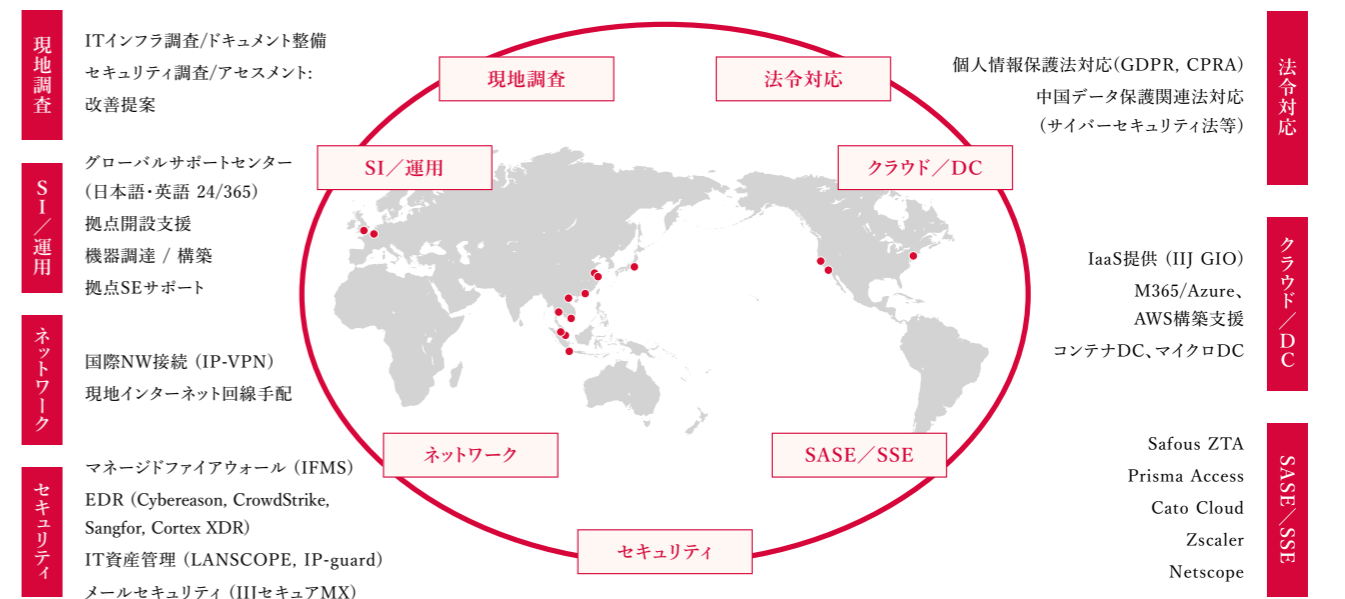 現地調査
ITインフラ調査/ドキュメント整備
セキュリティ調査/アセスメント:
改善提案
SI／運用
グローバルサポートセンター
（日本語・英語 24/365）
拠点開設支援
機器調達 / 構築
拠点SEサポート
ネットワーク
国際NW接続（IP-VPN）
現地インターネット回線手配
セキュリティ
マネージドファイアウォール（IFMS）
EDR（Cybereason, CrowdStrike,
Sangfor, Cortex XDR）
IT資産管理（LANSCOPE, IP-guard）
メールセキュリティ（IIJセキュアMX）
現地調査
法令対応
SI／運用
クラウド／DC
ネットワーク
SASE／SSE
セキュリティ
法令対応
個人情報保護法対応（GDPR, CPRA）
中国データ保護関連法対応
（サイバーセキュリティ法等）
クラウド／DC
IaaS提供（IIJ GIO）
M365/Azure、
AWS構築支援
コンテナDC、マイクロDC
SASE／SSE
Safous ZTA
Prisma Access
Cato Cloud
Zscaler
Netscope